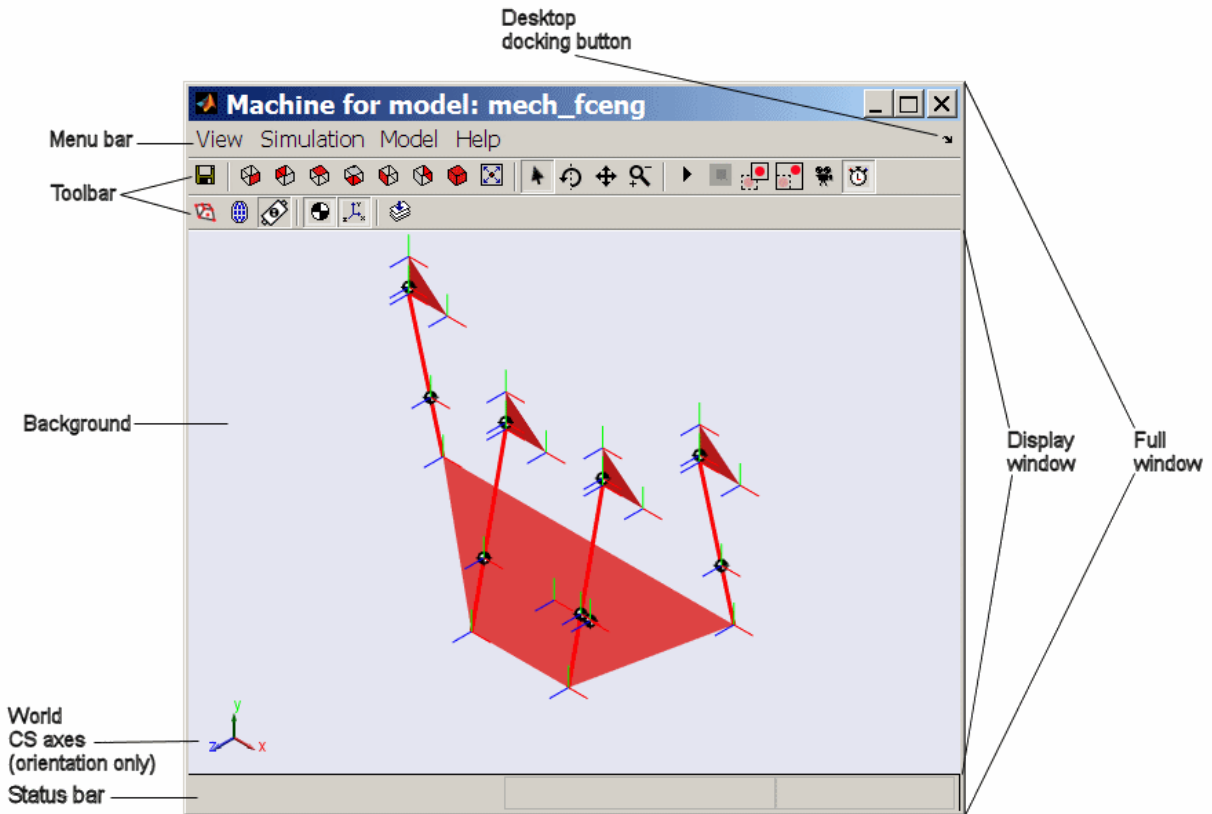 Desktop
docking button
Machine for model: mech_fceng
Menu bar
View Simulation Model Help
Toolbar
Background
Display
window
Full
window
World
CS axes
(orientation only)
y
z
x
Status bar